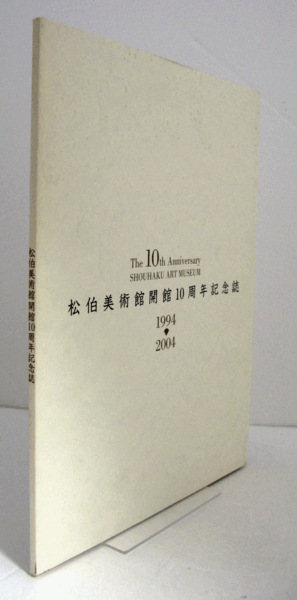 The 10th Anniversary
SHOUHAKU ART MUSEUM
松伯美術館開館10周年記念誌
1994
2004
松伯美術館開館10周年記念誌